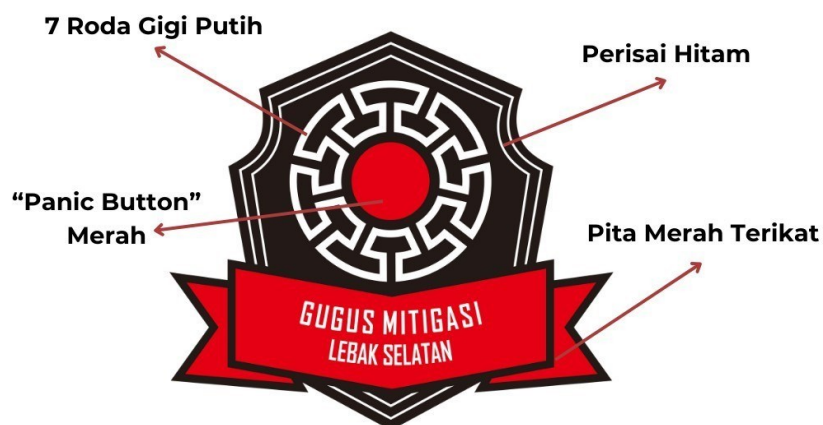 7 Roda Gigi Putih
Perisai Hitam
“Panic Button”
Merah
Pita Merah Terikat
GUGUS MITIGASI
LEBAK SELATAN